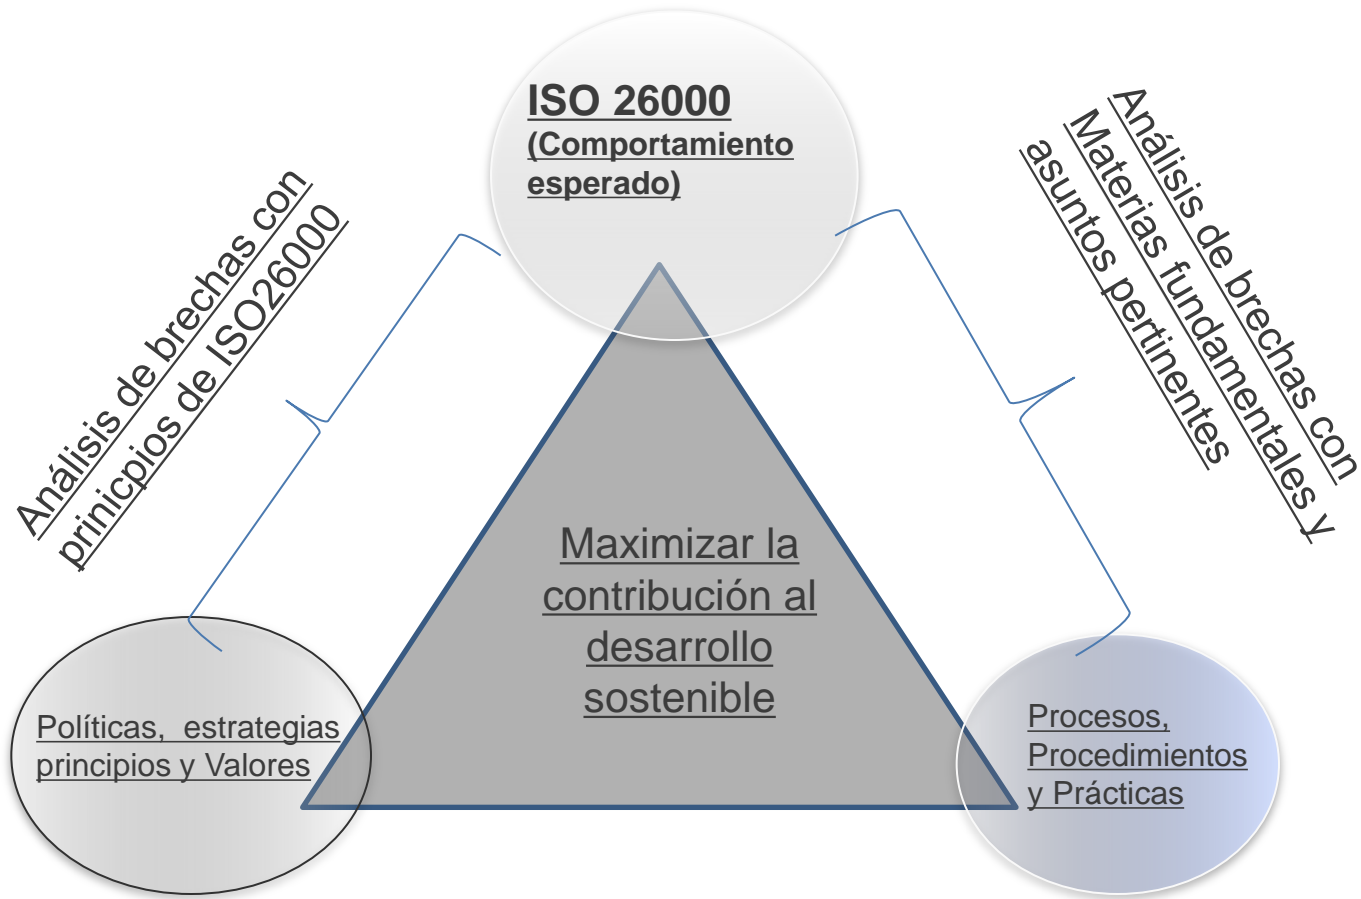 ISO 26000
(Comportamiento
esperado)
Análisis de brechas con
prinicpios de ISO26000
Análisis de brechas con
Materias fundamentales y
asuntos pertinentes
Maximizar la
contribución al
desarrollo
sostenible
Políticas, estrategias
principios y Valores
Procesos,
Procedimientos
y Prácticas